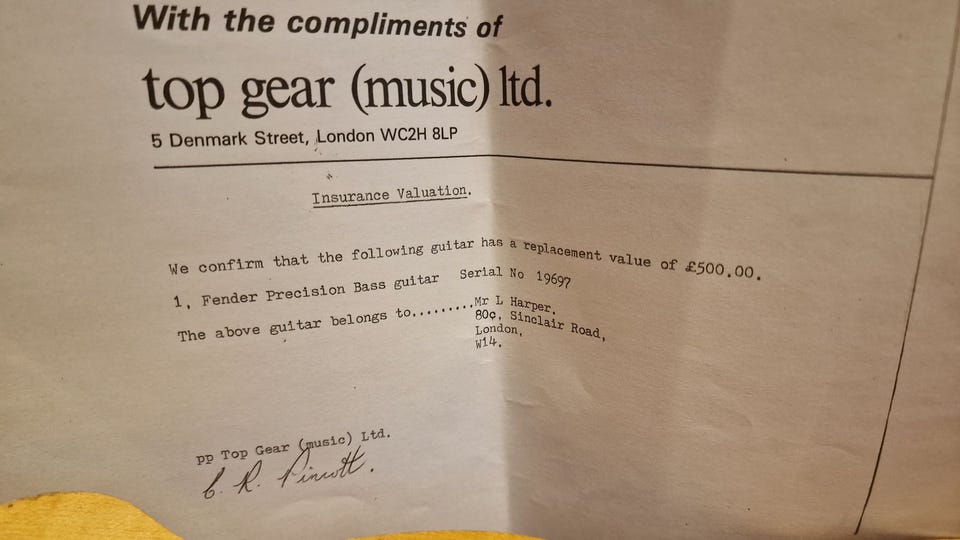 With the compliments of
top gear (music) ltd.
5 Denmark Street, London WC2H 8LP
Insurance Valuation.
We confirm that the following guitar has a replacement value of £500.00.
1, Fender Precision Bass guitar Serial No 19697
The above guitar belongs to.........Mr L Harper.
80c, Sinclair Road,
London,
W14.
pp Top Gear (music) Ltd.